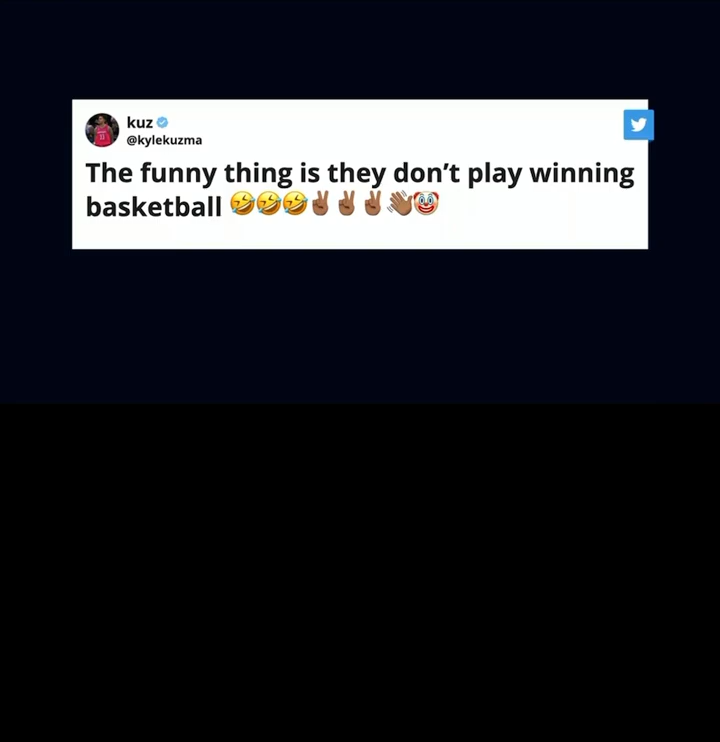 kuz
@kylekuzma
The funny thing is they don’t play winning
basketball 🤣🤣🤣✌🏾✌🏾✌🏾👋🏾🤡